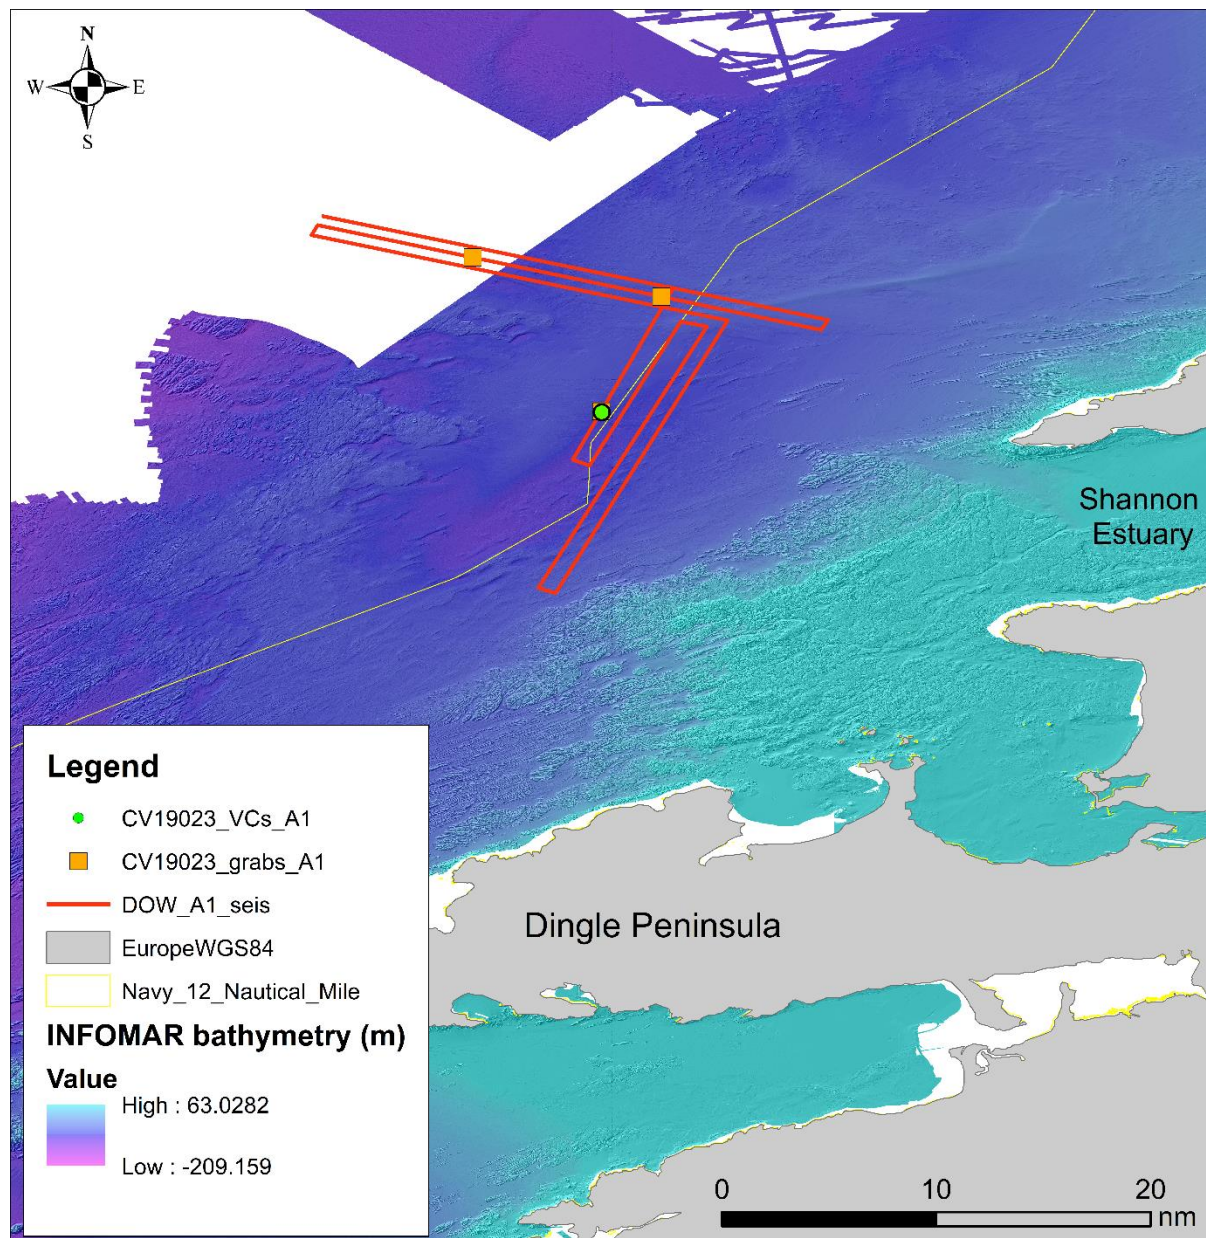 N
W E
S
Shannon
Estuary
Dingle Peninsula
Legend
CV19023_VCs_A1
CV19023_grabs_A1
DOW_A1_seis
EuropeWGS84
Navy_12_Nautical_Mile
INFOMAR bathymetry (m)
Value
High : 63.0282
Low : -209.159
0 10 20
nm